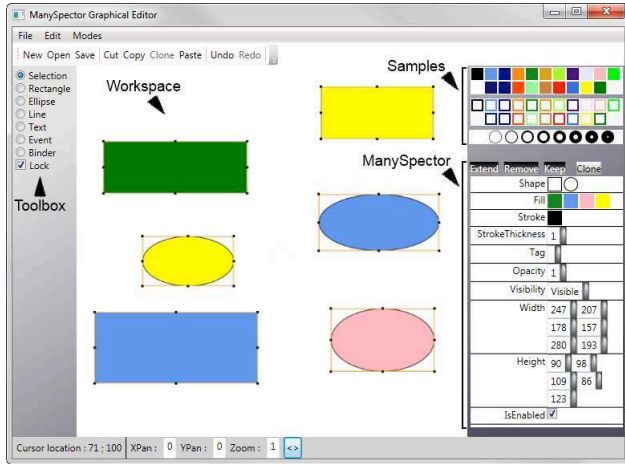 ManySpector Graphical Editor
File Edit Modes
New Open Save Cut Copy Clone Paste Undo Redo
Selection
Rectangle
Ellipse
Line
Text
Event
Binder
Lock
Toolbox
Workspace
Samples
ManySpector
Extend Remove Keep Clone
Shape
Fill
Stroke
StrokeThickness 1
Tag
Opacity 1
Visibility Visible
Width 247 207
178 157
280 193
Height 90 98
109 86
123
IsEnabled
Cursor location : 71 ; 100 XPan : 0 YPan : 0 Zoom : 1 <>